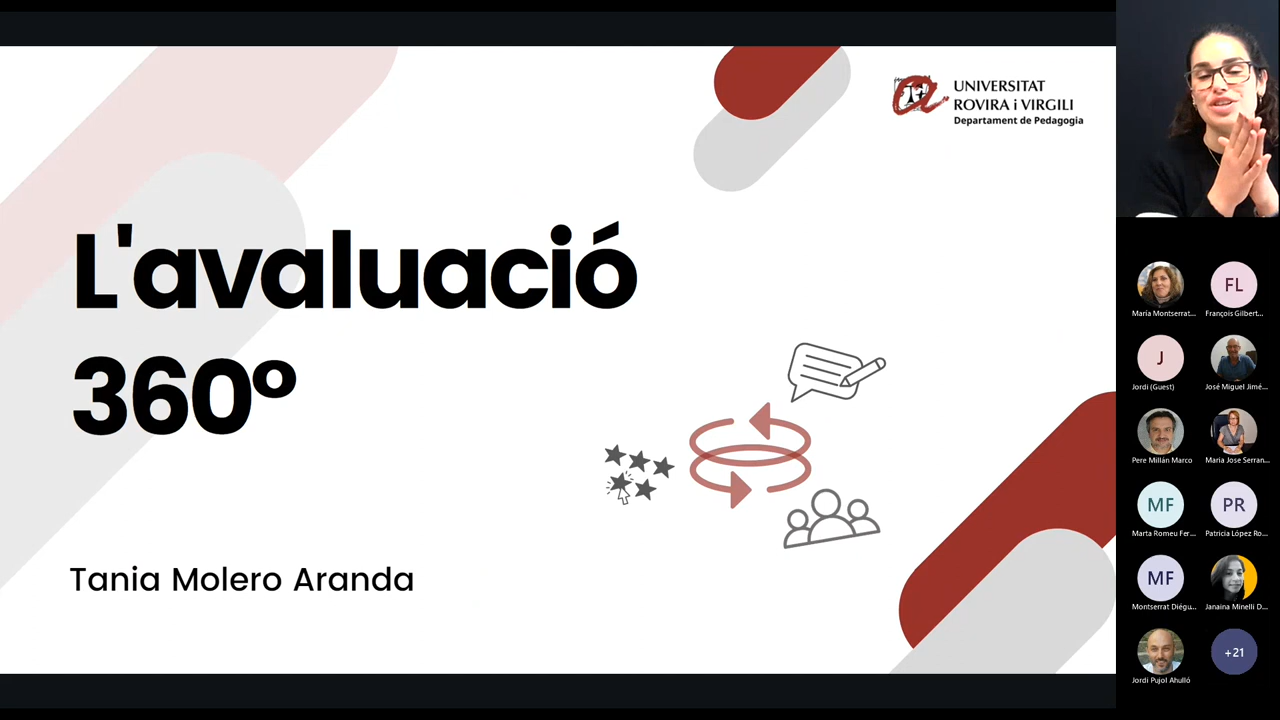 UNIVERSITAT
ROVIRA i VIRGILI
Departament de Pedagogia
L'avaluació
360º
Tania Molero Aranda
María Montserrat...
FL
François Gilbert...
J
Jordi (Guest)
José Miguel Jimé...
Pere Millán Marco
Maria Jose Serran...
MF
Marta Romeu Fer...
PR
Patricia López Ro...
MF
Montserrat Diégu...
Janaina Minelli D...
Jordi Pujol Ahulló
+21